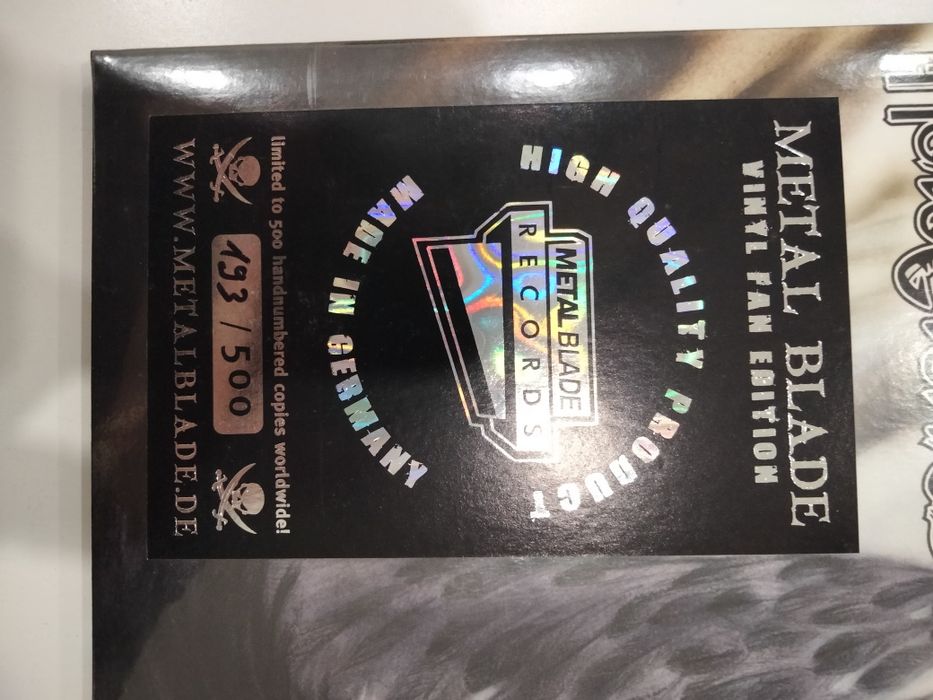 METAL BLADE
VINYL FAN EDITION
HIGH QUALITY PRODUCT
METAL BLADE
RECORDS
MADE IN GERMANY
limited to 500 handnumbered copies worldwide!
193 / 500
WWW.METALBLADE.DE